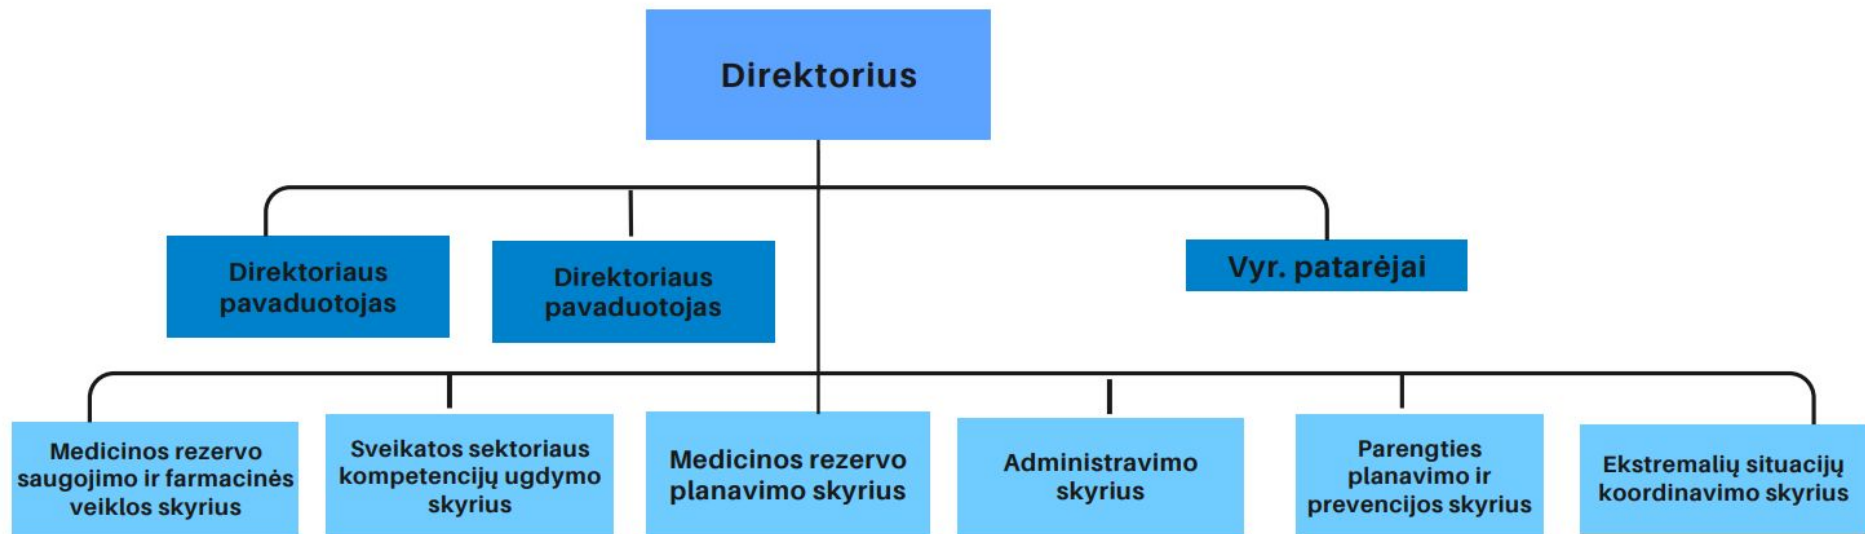 Direktorius
Direktoriaus
pavaduotojas
Direktoriaus
pavaduotojas
Vyr. patarėjai
Medicinos rezervo
saugojimo ir farmacinės
veiklos skyrius
Sveikatos sektoriaus
kompetencijų ugdymo
skyrius
Medicinos rezervo
planavimo skyrius
Administravimo
skyrius
Parengties
planavimo ir
prevencijos skyrius
Ekstremalių situacijų
koordinavimo skyrius